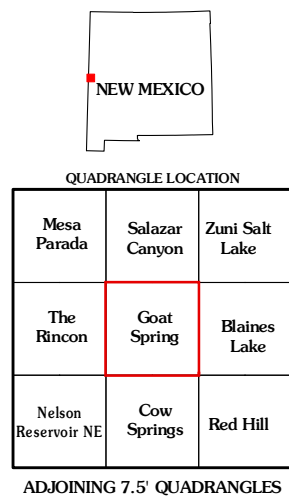 NEW MEXICO
QUADRANGLE LOCATION
Mesa
Parada
Salazar
Canyon
Zuni Salt
Lake
The
Rincon
Goat
Spring
Blaines
Lake
Nelson
Reservoir NE
Cow
Springs
Red Hill
ADJOINING 7.5' QUADRANGLES